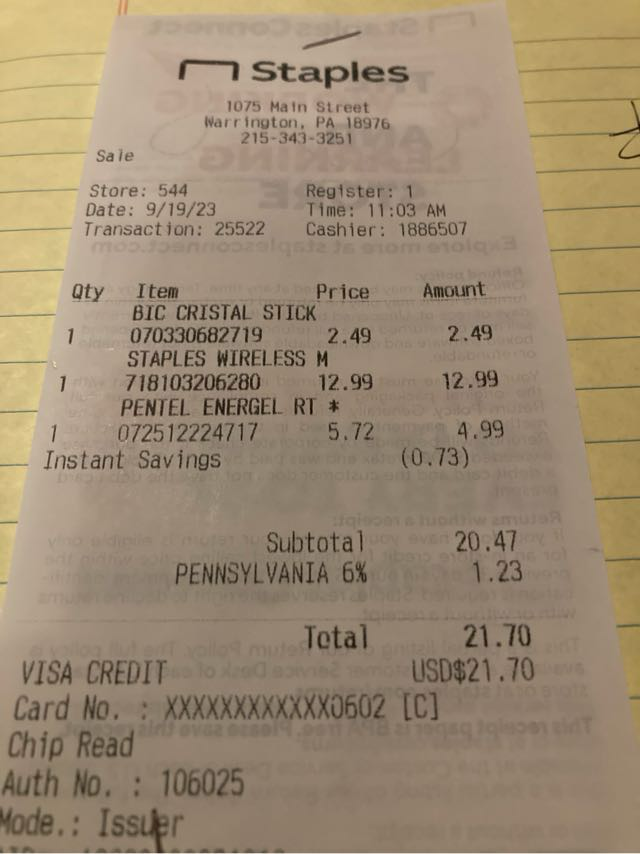 Staples
1075 Main Street
Warrington, PA 18976
215-343-3251
Sale
Store: 544 Register: 1
Date: 9/19/23 Time: 11:03 AM
Transaction: 25522 Cashier: 1886507
Qty Item Price Amount
BIC CRISTAL STICK
1 070330682719 2.49 2.49
STAPLES WIRELESS M
1 718103206280 12.99 12.99
PENTEL ENERGEL RT *
1 072512224717 5.72 4.99
Instant Savings (0.73)
Subtotal 20.47
PENNSYLVANIA 6% 1.23
Total 21.70
VISA CREDIT USD$21.70
Card No. : XXXXXXXXXXXX0602 [C]
Chip Read
Auth No. : 106025
Mode.: Issuer